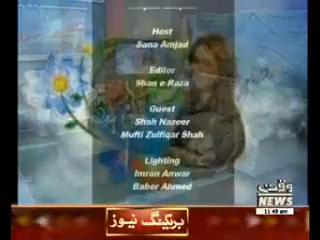 Host
Sana Amjad
Editor
Shan e Raza
Guest
Shah Nazeer
Mufti Zulfiqar Shah
Lighting
Imran Anwar
Baber Ahmed
وقت
NEWS
11:49 am
بریکنگ نیوز